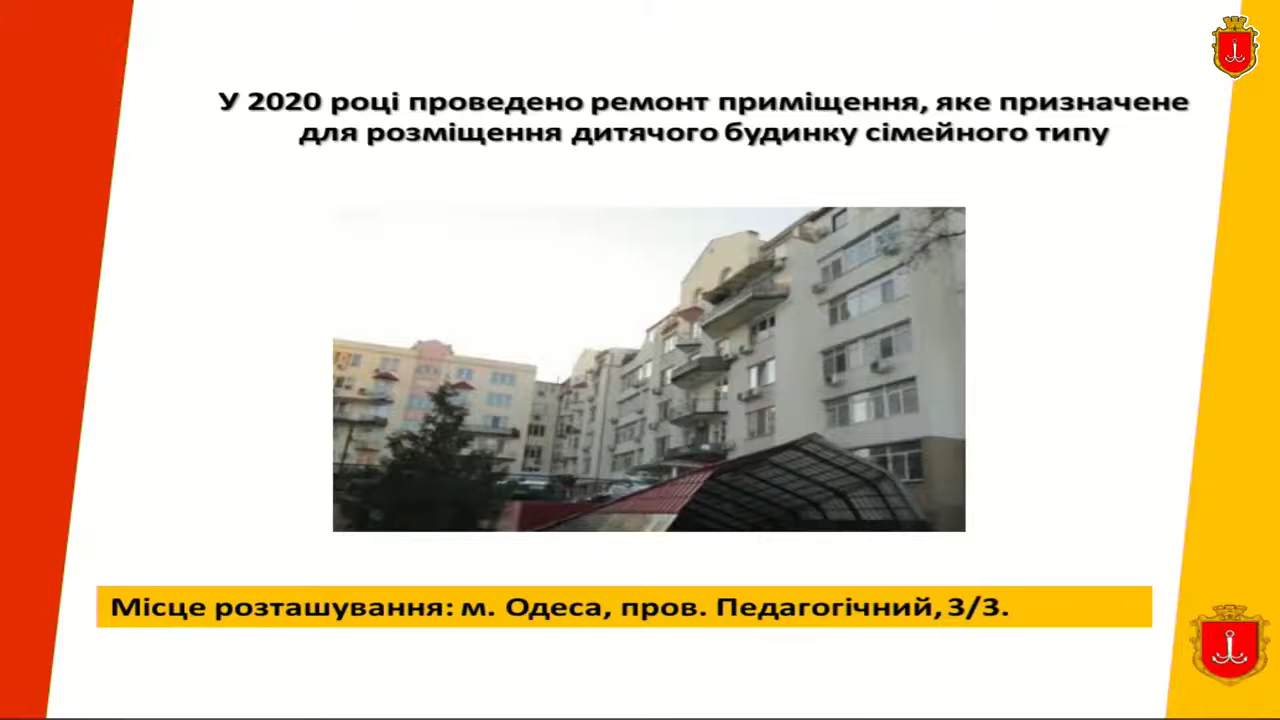 У 2020 році проведено ремонт приміщення, яке призначене
для розміщення дитячого будинку сімейного типу
Місце розташування: м. Одеса, пров. Педагогічний, 3/3.